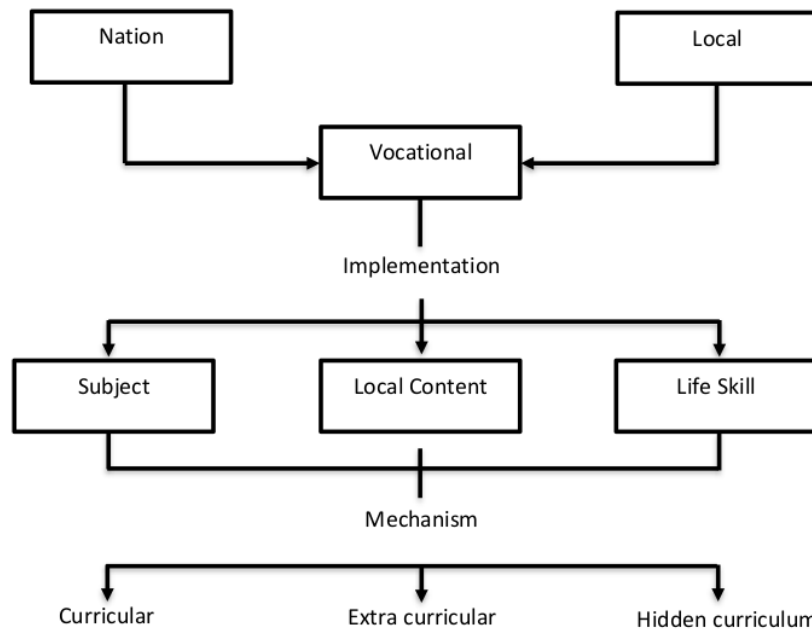 Nation
Local
Vocational
Implementation
Subject
Local Content
Life Skill
Mechanism
Curricular
Extra curricular
Hidden curriculum